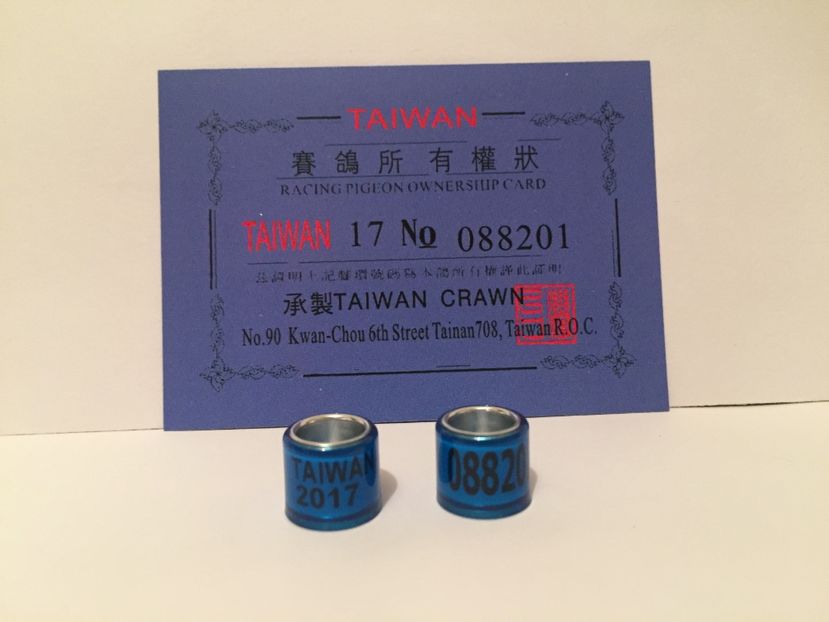 TAIWAN
賽鴿所有權狀
RACING PIGEON OWNERSHIP CARD
TAIWAN 17 No 088201
承製TAIWAN CRAWN
No.90 Kwan-Chou 6th Street Tainan708, Taiwan R.O.C.
TAIWAN
2017
08820